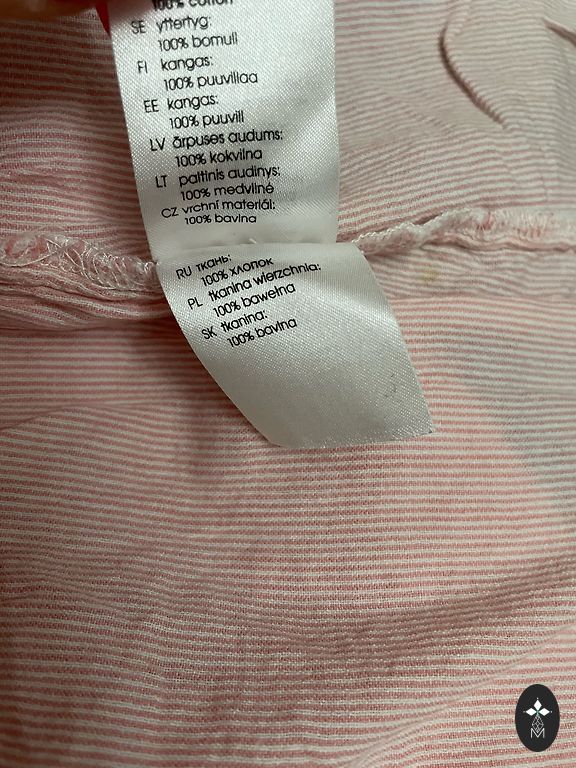 100% cotton
SE yttertyg:
100% bomull
FI kangas:
100% puuvillaa
EE kangas:
100% puuvill
LV ārpuses audums:
100% kokvilna
LT paltinis audinys:
100% medvilnė
CZ vrchní materiál:
100% bavlna
RU ткань:
100% хлопок
PL tkanina wierzchnia:
100% bawełna
SK tkanina:
100% bavlna
M